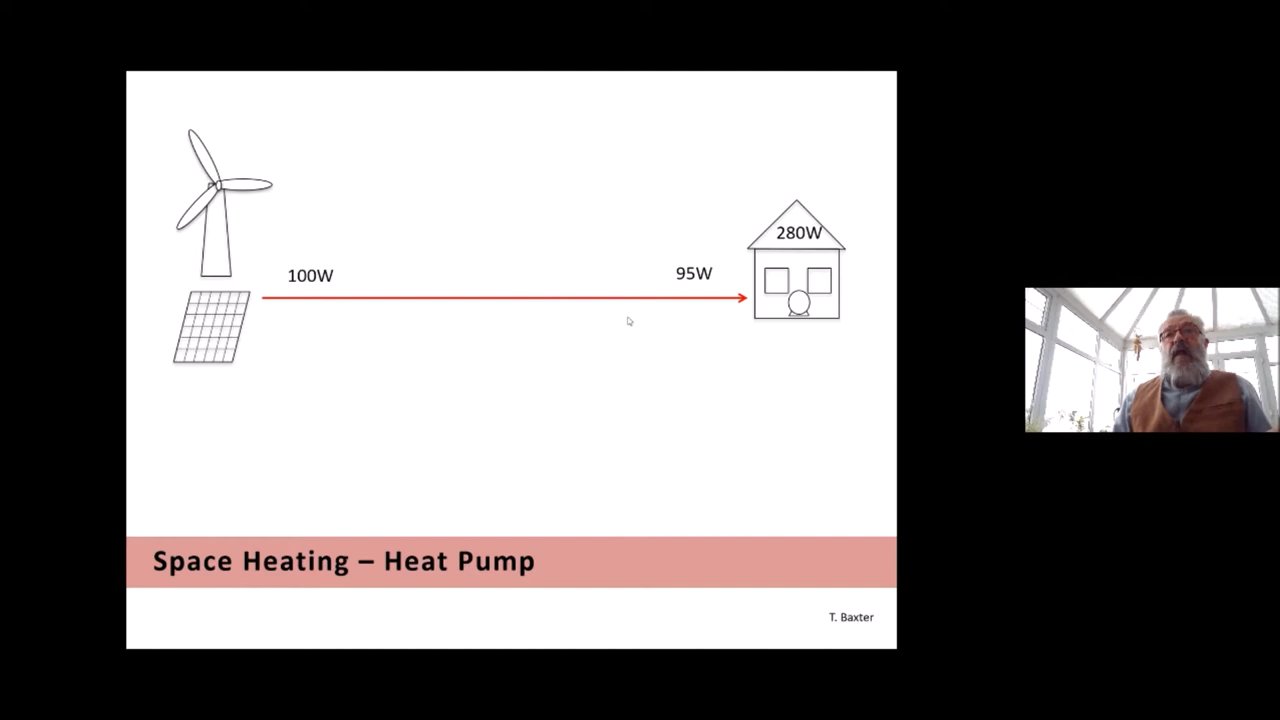 280W
100W
95W
Space Heating – Heat Pump
T. Baxter